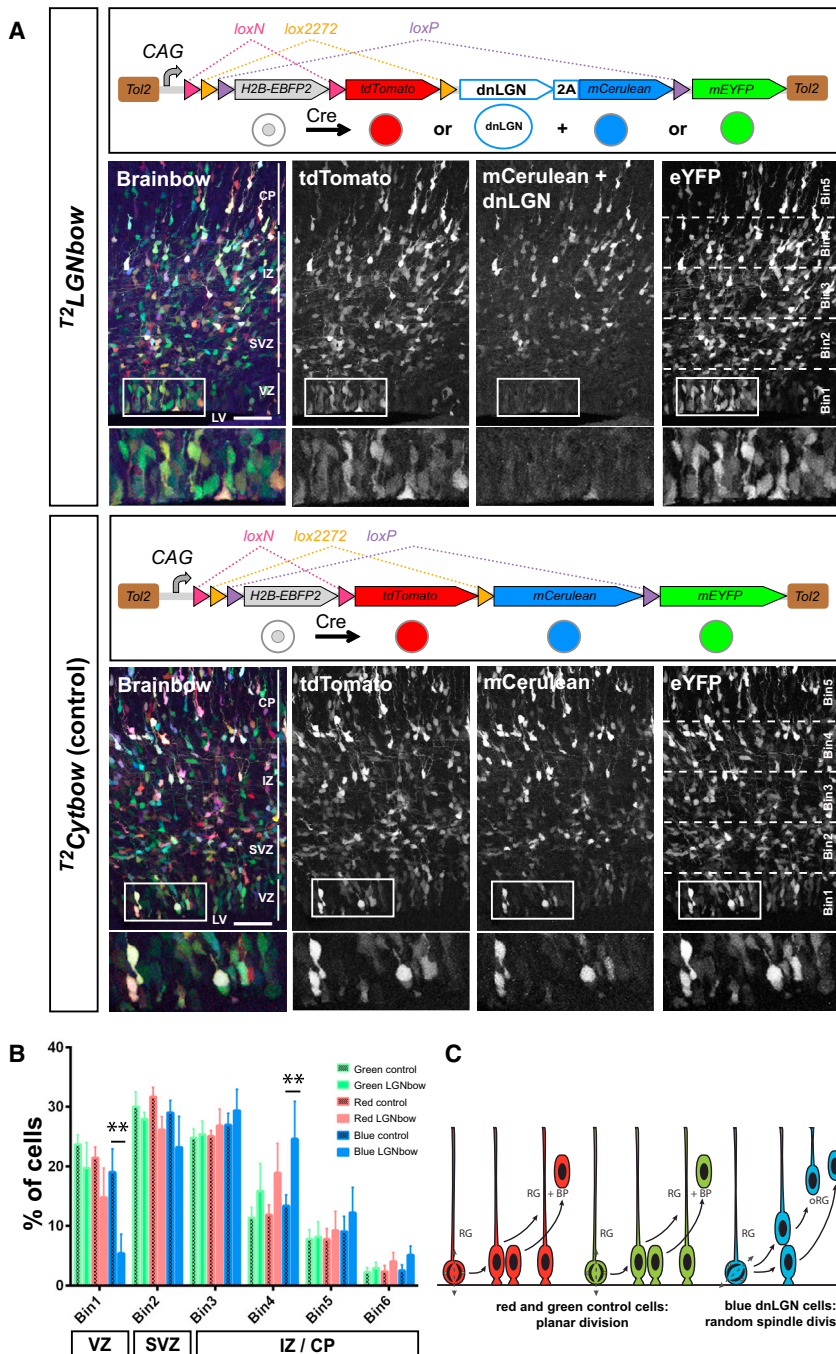 A
loxN lox2272 loxP
CAG
Tol2 H2B-EBFP2 tdTomato dnLGN 2A mCerulean mEYFP Tol2
Cre or dnLGN + or
T2LGNbow
Brainbow tdTomato mCerulean + dnLGN eYFP
CP
IZ
SVZ
VZ
LV
Bin5
Bin4
Bin3
Bin2
Bin1
loxN lox2272 loxP
CAG
Tol2 H2B-EBFP2 tdTomato mCerulean mEYFP Tol2
Cre
T2Cytbow (control)
Brainbow tdTomato mCerulean eYFP
CP
IZ
SVZ
VZ
LV
Bin5
Bin4
Bin3
Bin2
Bin1
B
% of cells
40
30
20
10
0
**
**
Green control
Green LGNbow
Red control
Red LGNbow
Blue control
Blue LGNbow
Bin1 Bin2 Bin3 Bin4 Bin5 Bin6
VZ SVZ IZ / CP
C
RG RG + BP
RG RG + BP
RG oRG
red and green control cells:
planar division
blue dnLGN cells:
random spindle divis